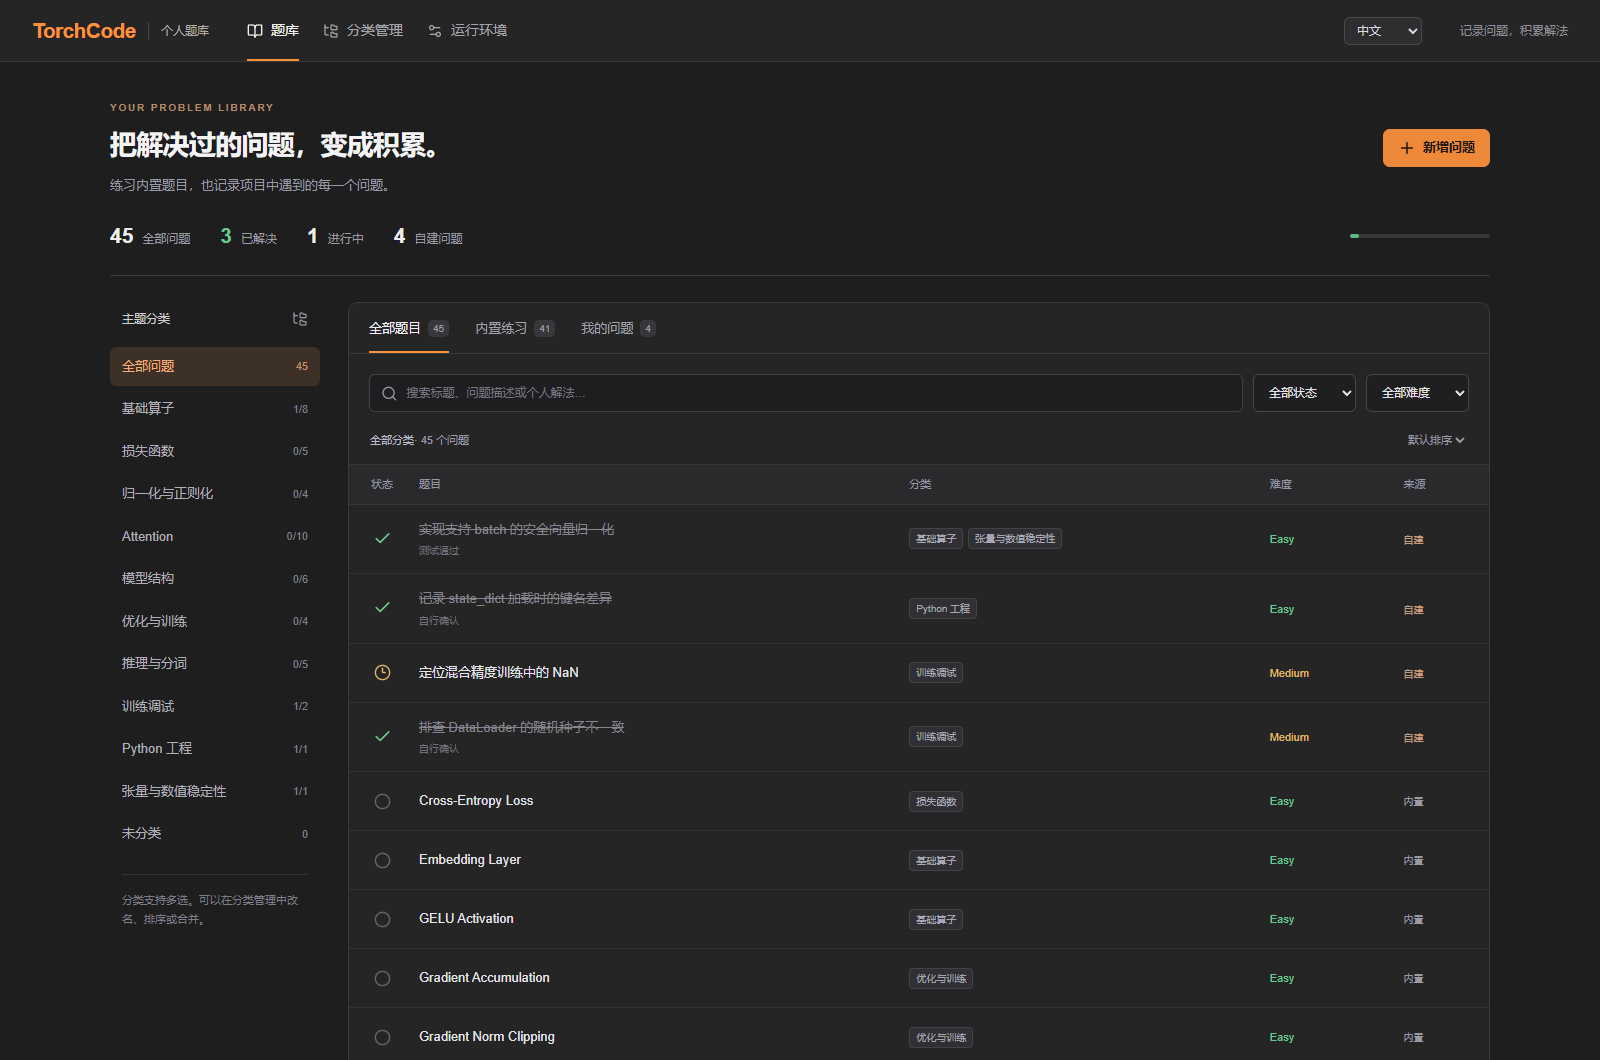 TorchCode 个人题库 题库 分类管理 运行环境 中文 记录问题，积累解法
YOUR PROBLEM LIBRARY
把解决过的问题，变成积累。
新增问题
练习内置题目，也记录项目中遇到的每一个问题。
45 全部问题 3 已解决 1 进行中 4 自建问题
主题分类
全部问题 45
基础算子 1/8
损失函数 0/5
归一化与正则化 0/4
Attention 0/10
模型结构 0/6
优化与训练 0/4
推理与分词 0/5
训练调试 1/2
Python 工程 1/1
张量与数值稳定性 1/1
未分类 0
分类支持多选。可以在分类管理中改
名、排序或合并。
全部题目 45 内置练习 41 我的问题 4
搜索标题、问题描述或个人解法... 全部状态 全部难度
全部分类· 45 个问题 默认排序
状态 题目 分类 难度 来源
实现支持 batch 的安全向量归一化 基础算子 张量与数值稳定性 Easy 自建
测试通过
记录 state_dict 加载时的键名差异 Python 工程 Easy 自建
自行确认
定位混合精度训练中的 NaN 训练调试 Medium 自建
排查 DataLoader 的随机种子不一致 训练调试 Medium 自建
自行确认
Cross-Entropy Loss 损失函数 Easy 内置
Embedding Layer 基础算子 Easy 内置
GELU Activation 基础算子 Easy 内置
Gradient Accumulation 优化与训练 Easy 内置
Gradient Norm Clipping 优化与训练 Easy 内置